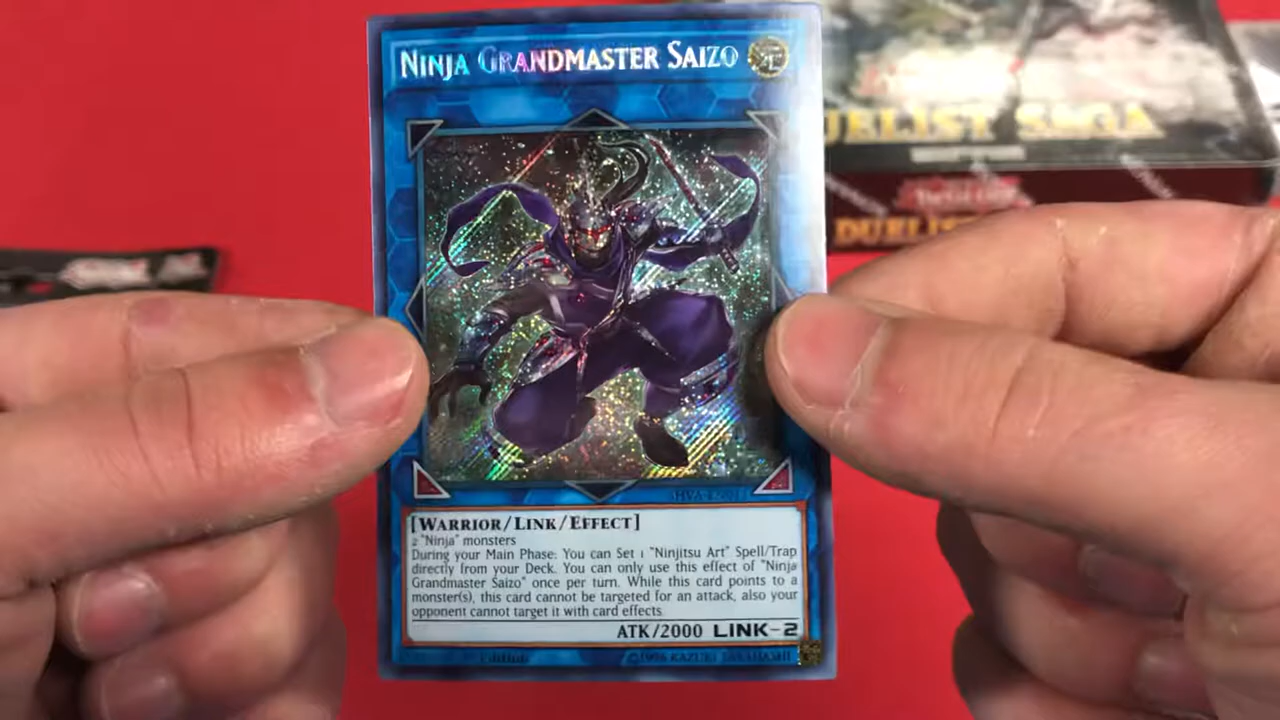 NINJA GRANDMASTER SAIZO
[WARRIOR/LINK/EFFECT]
2 "Ninja" monsters
During your Main Phase: You can Set 1 "Ninjitsu Art" Spell/Trap
directly from your Deck. You can only use this effect of "Ninja
Grandmaster Saizo" once per turn. While this card points to a
monster(s), this card cannot be targeted for an attack, also your
opponent cannot target it with card effects.
ATK/2000 LINK-2
©1996 KAZUKI TAKAHASHI
SAGA